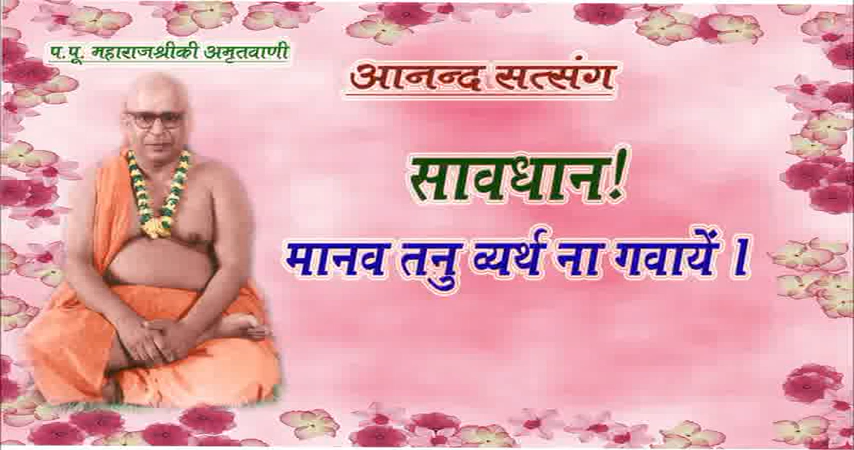 प.पू. महाराजश्रीकी अमृतवाणी
आनन्द सत्संग
सावधान!
मानव तनु व्यर्थ ना गवायें ।